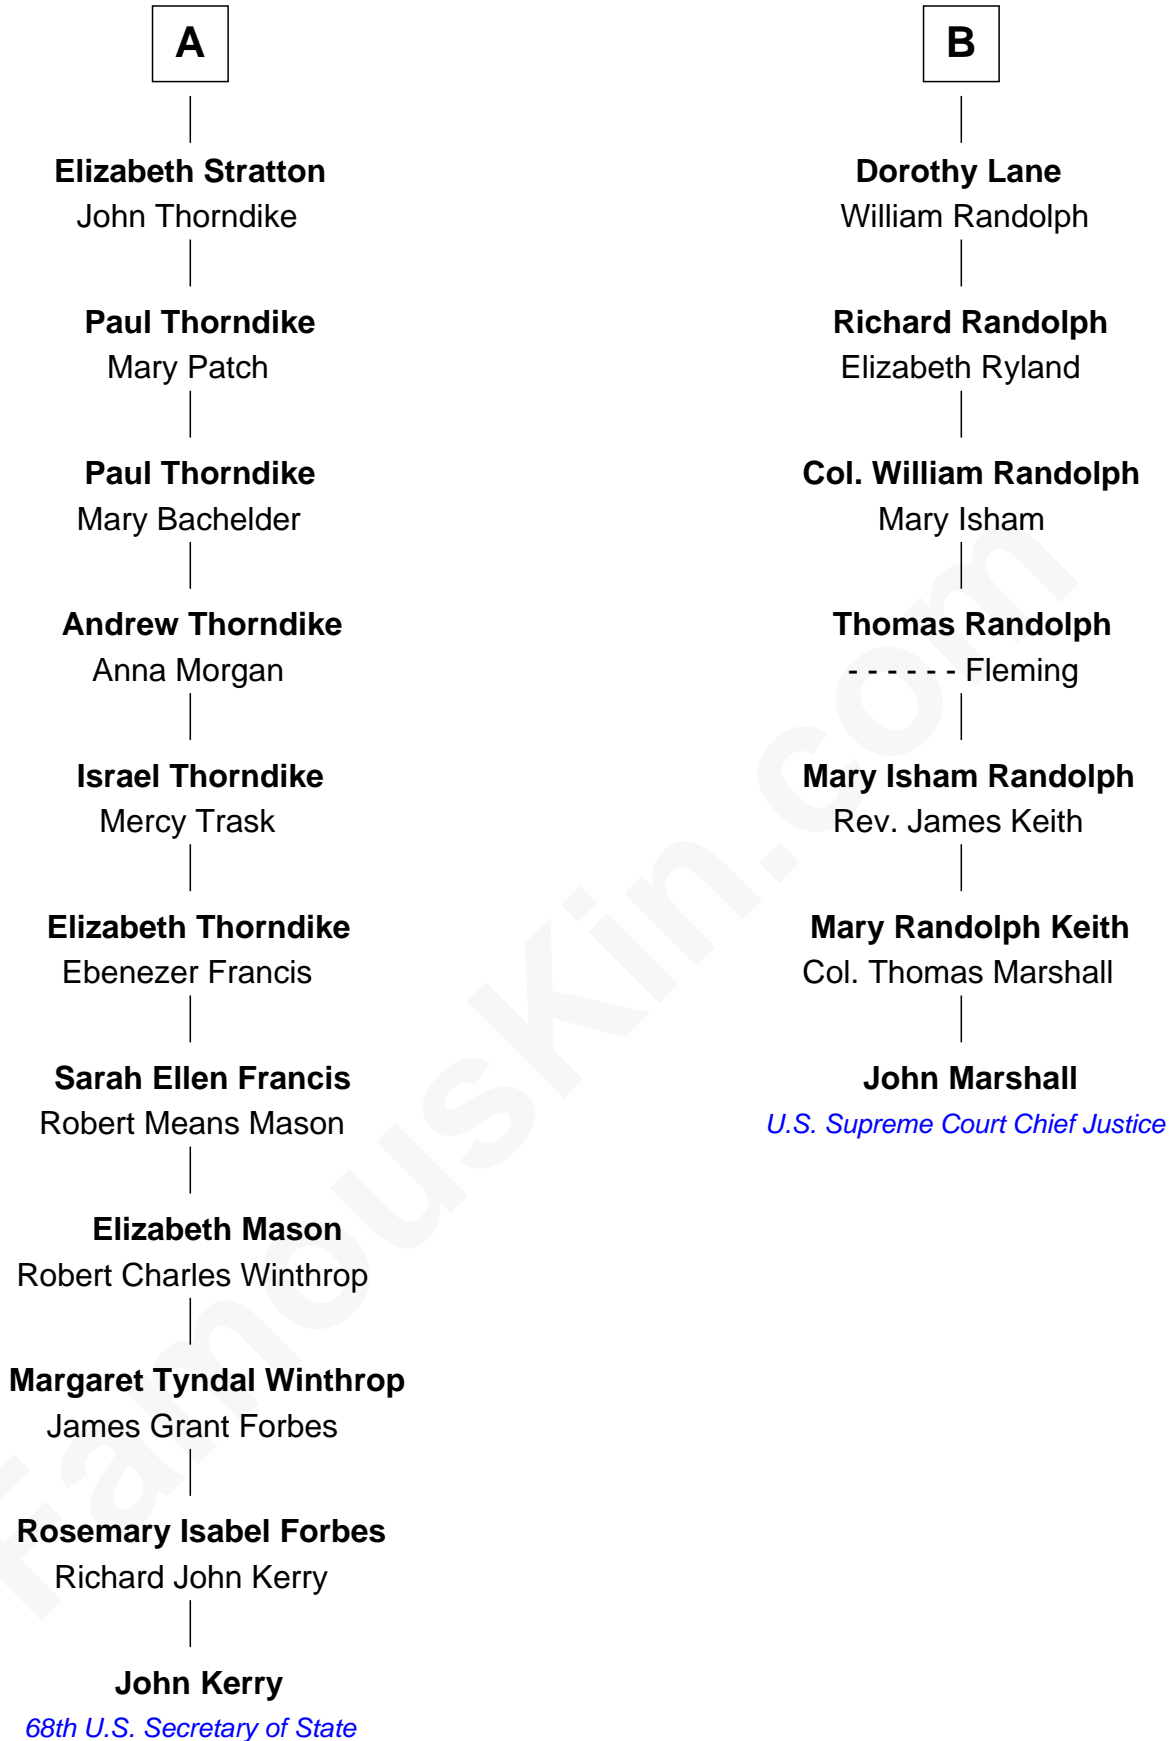 A
Elizabeth Stratton
John Thorndike
Paul Thorndike
Mary Patch
Paul Thorndike
Mary Bachelder
Andrew Thorndike
Anna Morgan
Israel Thorndike
Mercy Trask
Elizabeth Thorndike
Ebenezer Francis
Sarah Ellen Francis
Robert Means Mason
Elizabeth Mason
Robert Charles Winthrop
Margaret Tyndal Winthrop
James Grant Forbes
Rosemary Isabel Forbes
Richard John Kerry
John Kerry
68th U.S. Secretary of State
B
Dorothy Lane
William Randolph
Richard Randolph
Elizabeth Ryland
Col. William Randolph
Mary Isham
Thomas Randolph
- - - - - - Fleming
Mary Isham Randolph
Rev. James Keith
Mary Randolph Keith
Col. Thomas Marshall
John Marshall
U.S. Supreme Court Chief Justice
FamousKin.com